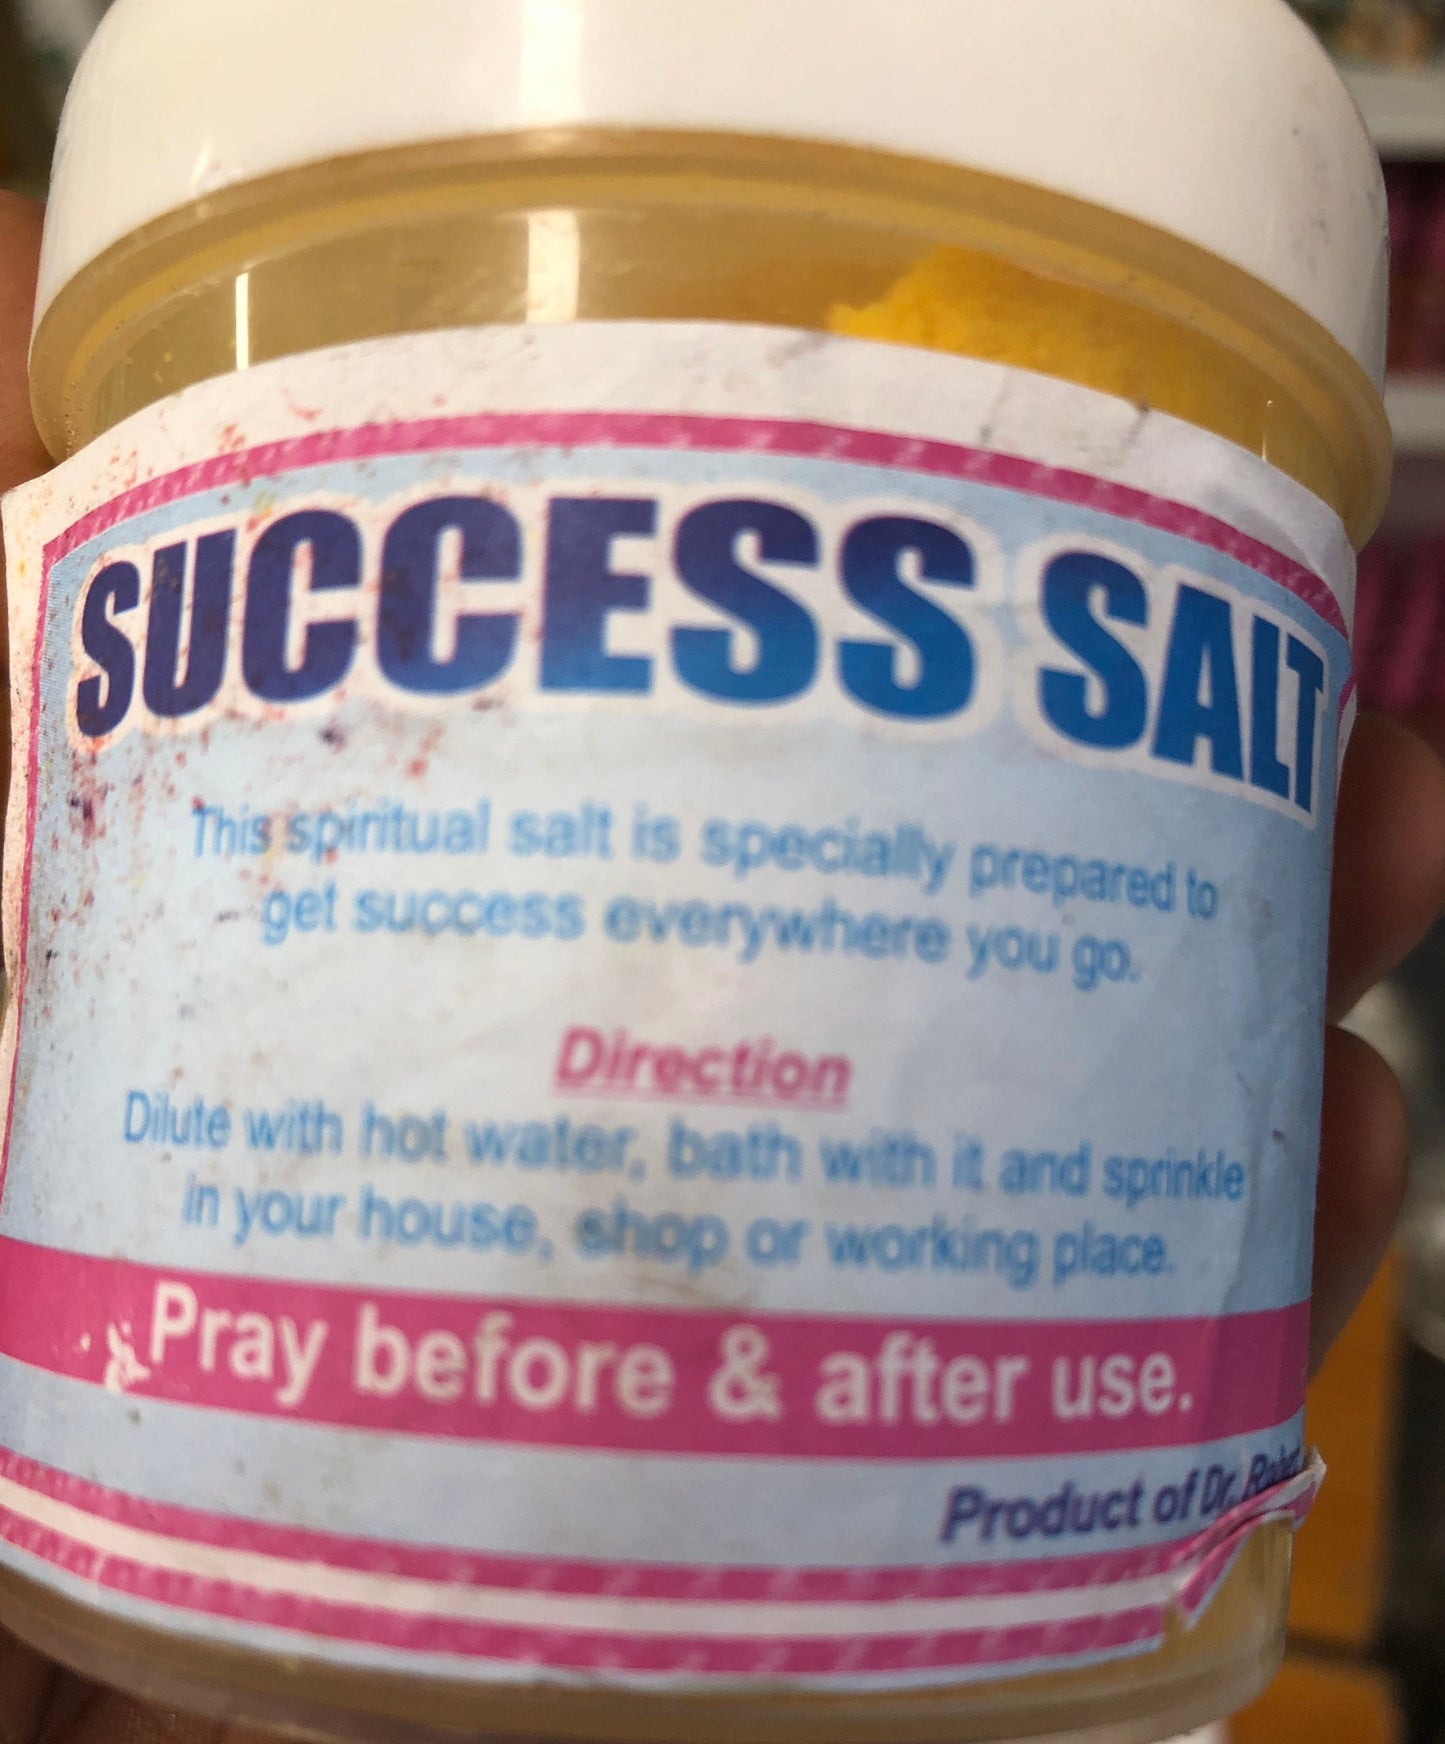 SUCCESS SALT
This spiritual salt is specially prepared to
get success everywhere you go.
Direction
Dilute with hot water, bath with it and sprinkle
in your house, shop or working place.
Pray before & after use.
Product of Dr.